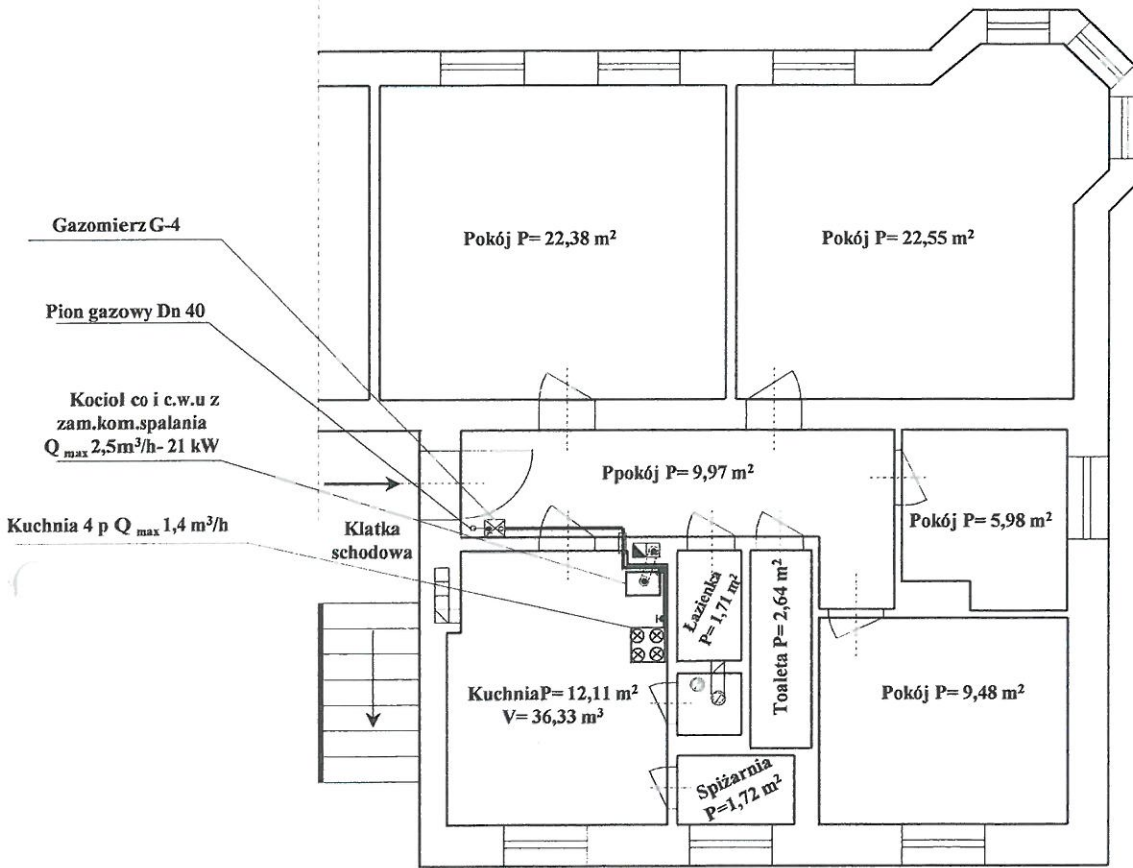 Gazomierz G-4
Pokój P= 22,38 m²
Pokój P= 22,55 m²
Pion gazowy Dn 40
Kocioł co i c.w.u z
zam.kom.spalania
Q max 2,5m³/h- 21 kW
Ppokój P= 9,97 m²
Kuchnia 4 p Q max 1,4 m³/h
Klatka
schodowa
Pokój P= 5,98 m²
Łazienka
P= 1,71 m²
Toaleta P= 2,64 m²
KuchniaP= 12,11 m²
V= 36,33 m³
Pokój P= 9,48 m²
Spiżarnia
P=1,72 m²